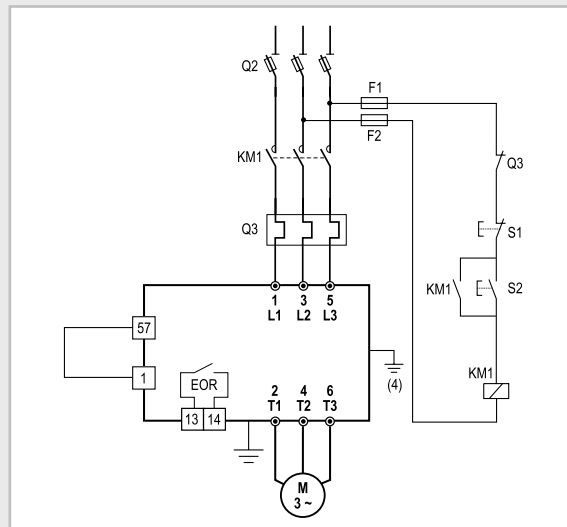 Q2
F1
F2
KM1
Q3
Q3
S1
KM1
S2
1 3 5
L1 L2 L3
57
1
EOR
13 14
(4)
KM1
2 4 6
T1 T2 T3
M
3 ~